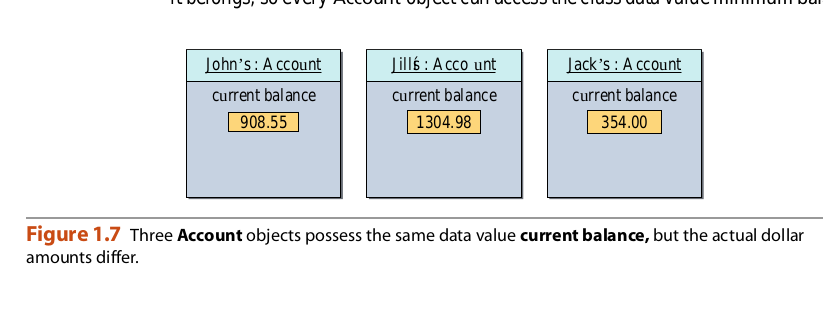 It belongs, so every Account object can access the class data value minimum bal
John's : Account
Jill's : Account
Jack's : Account
current balance
current balance
current balance
908.55
1304.98
354.00
Figure 1.7 Three Account objects possess the same data value current balance, but the actual dollar
amounts differ.